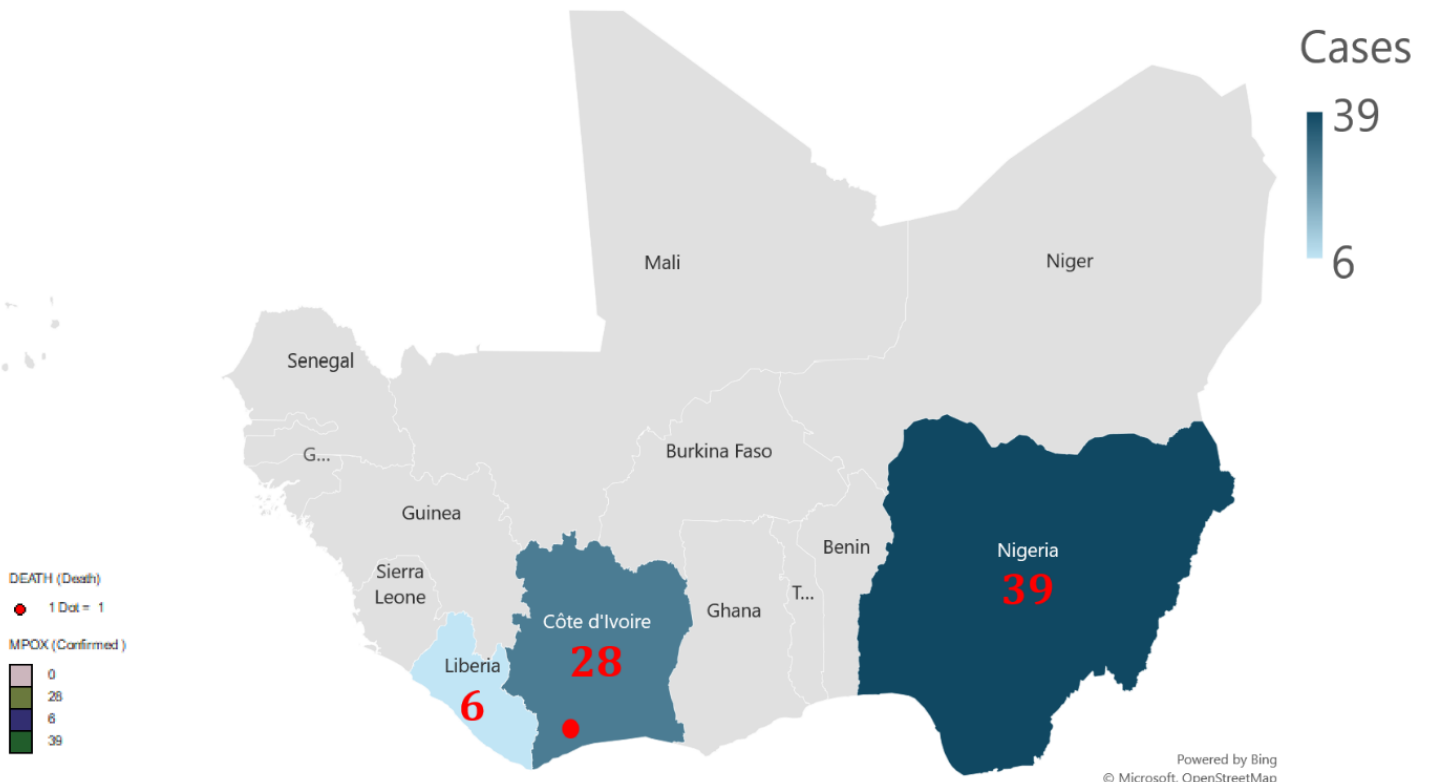 Cases
39
6
Mali
Niger
Senegal
G...
Burkina Faso
Guinea
Benin
Nigeria
39
Sierra
Leone
Ghana
T...
Côte d'Ivoire
28
Liberia
6
DEATH (Death)
1 Dot = 1
MPOX (Confirmed )
0
28
6
39
Powered by Bing
© Microsoft, OpenStreetMap